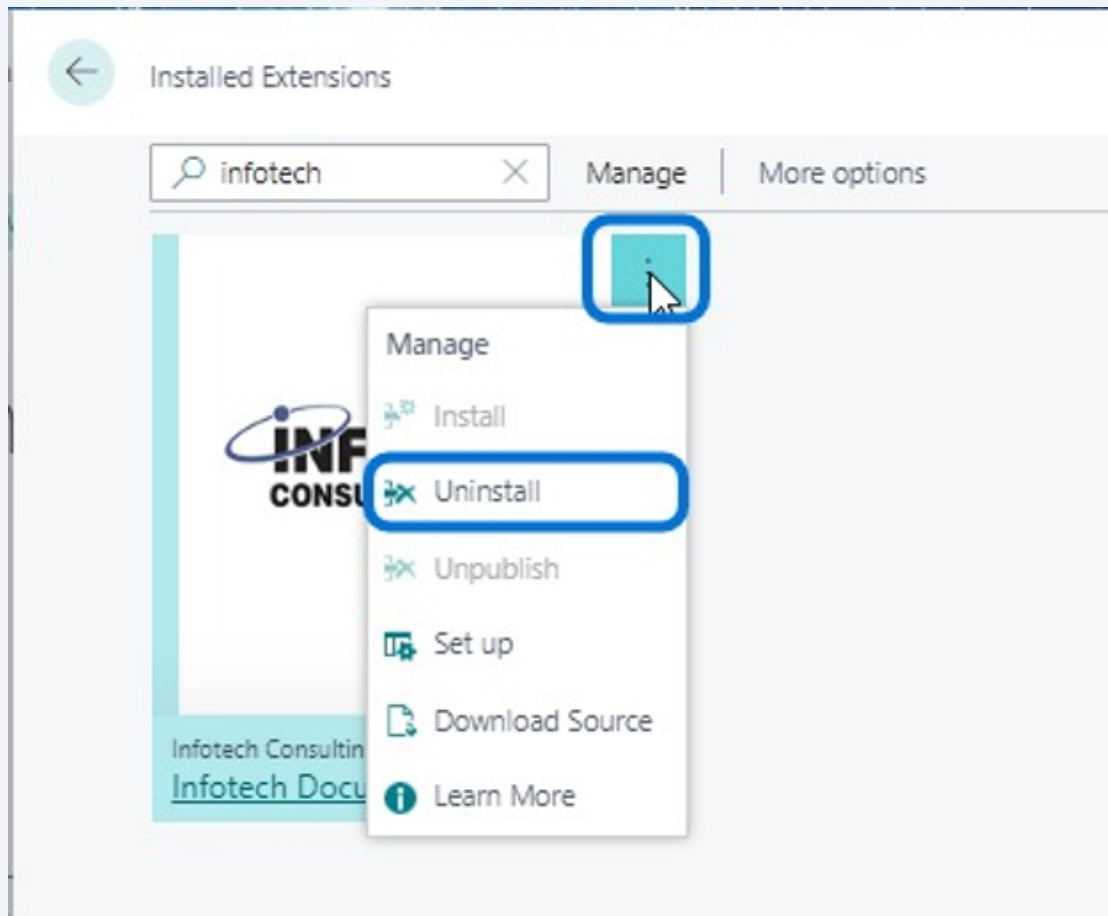 Installed Extensions
infotech
Manage
More options
Manage
Install
INF
CONSU
Uninstall
Unpublish
Set up
Download Source
Infotech Consultin
Infotech Docu
Learn More